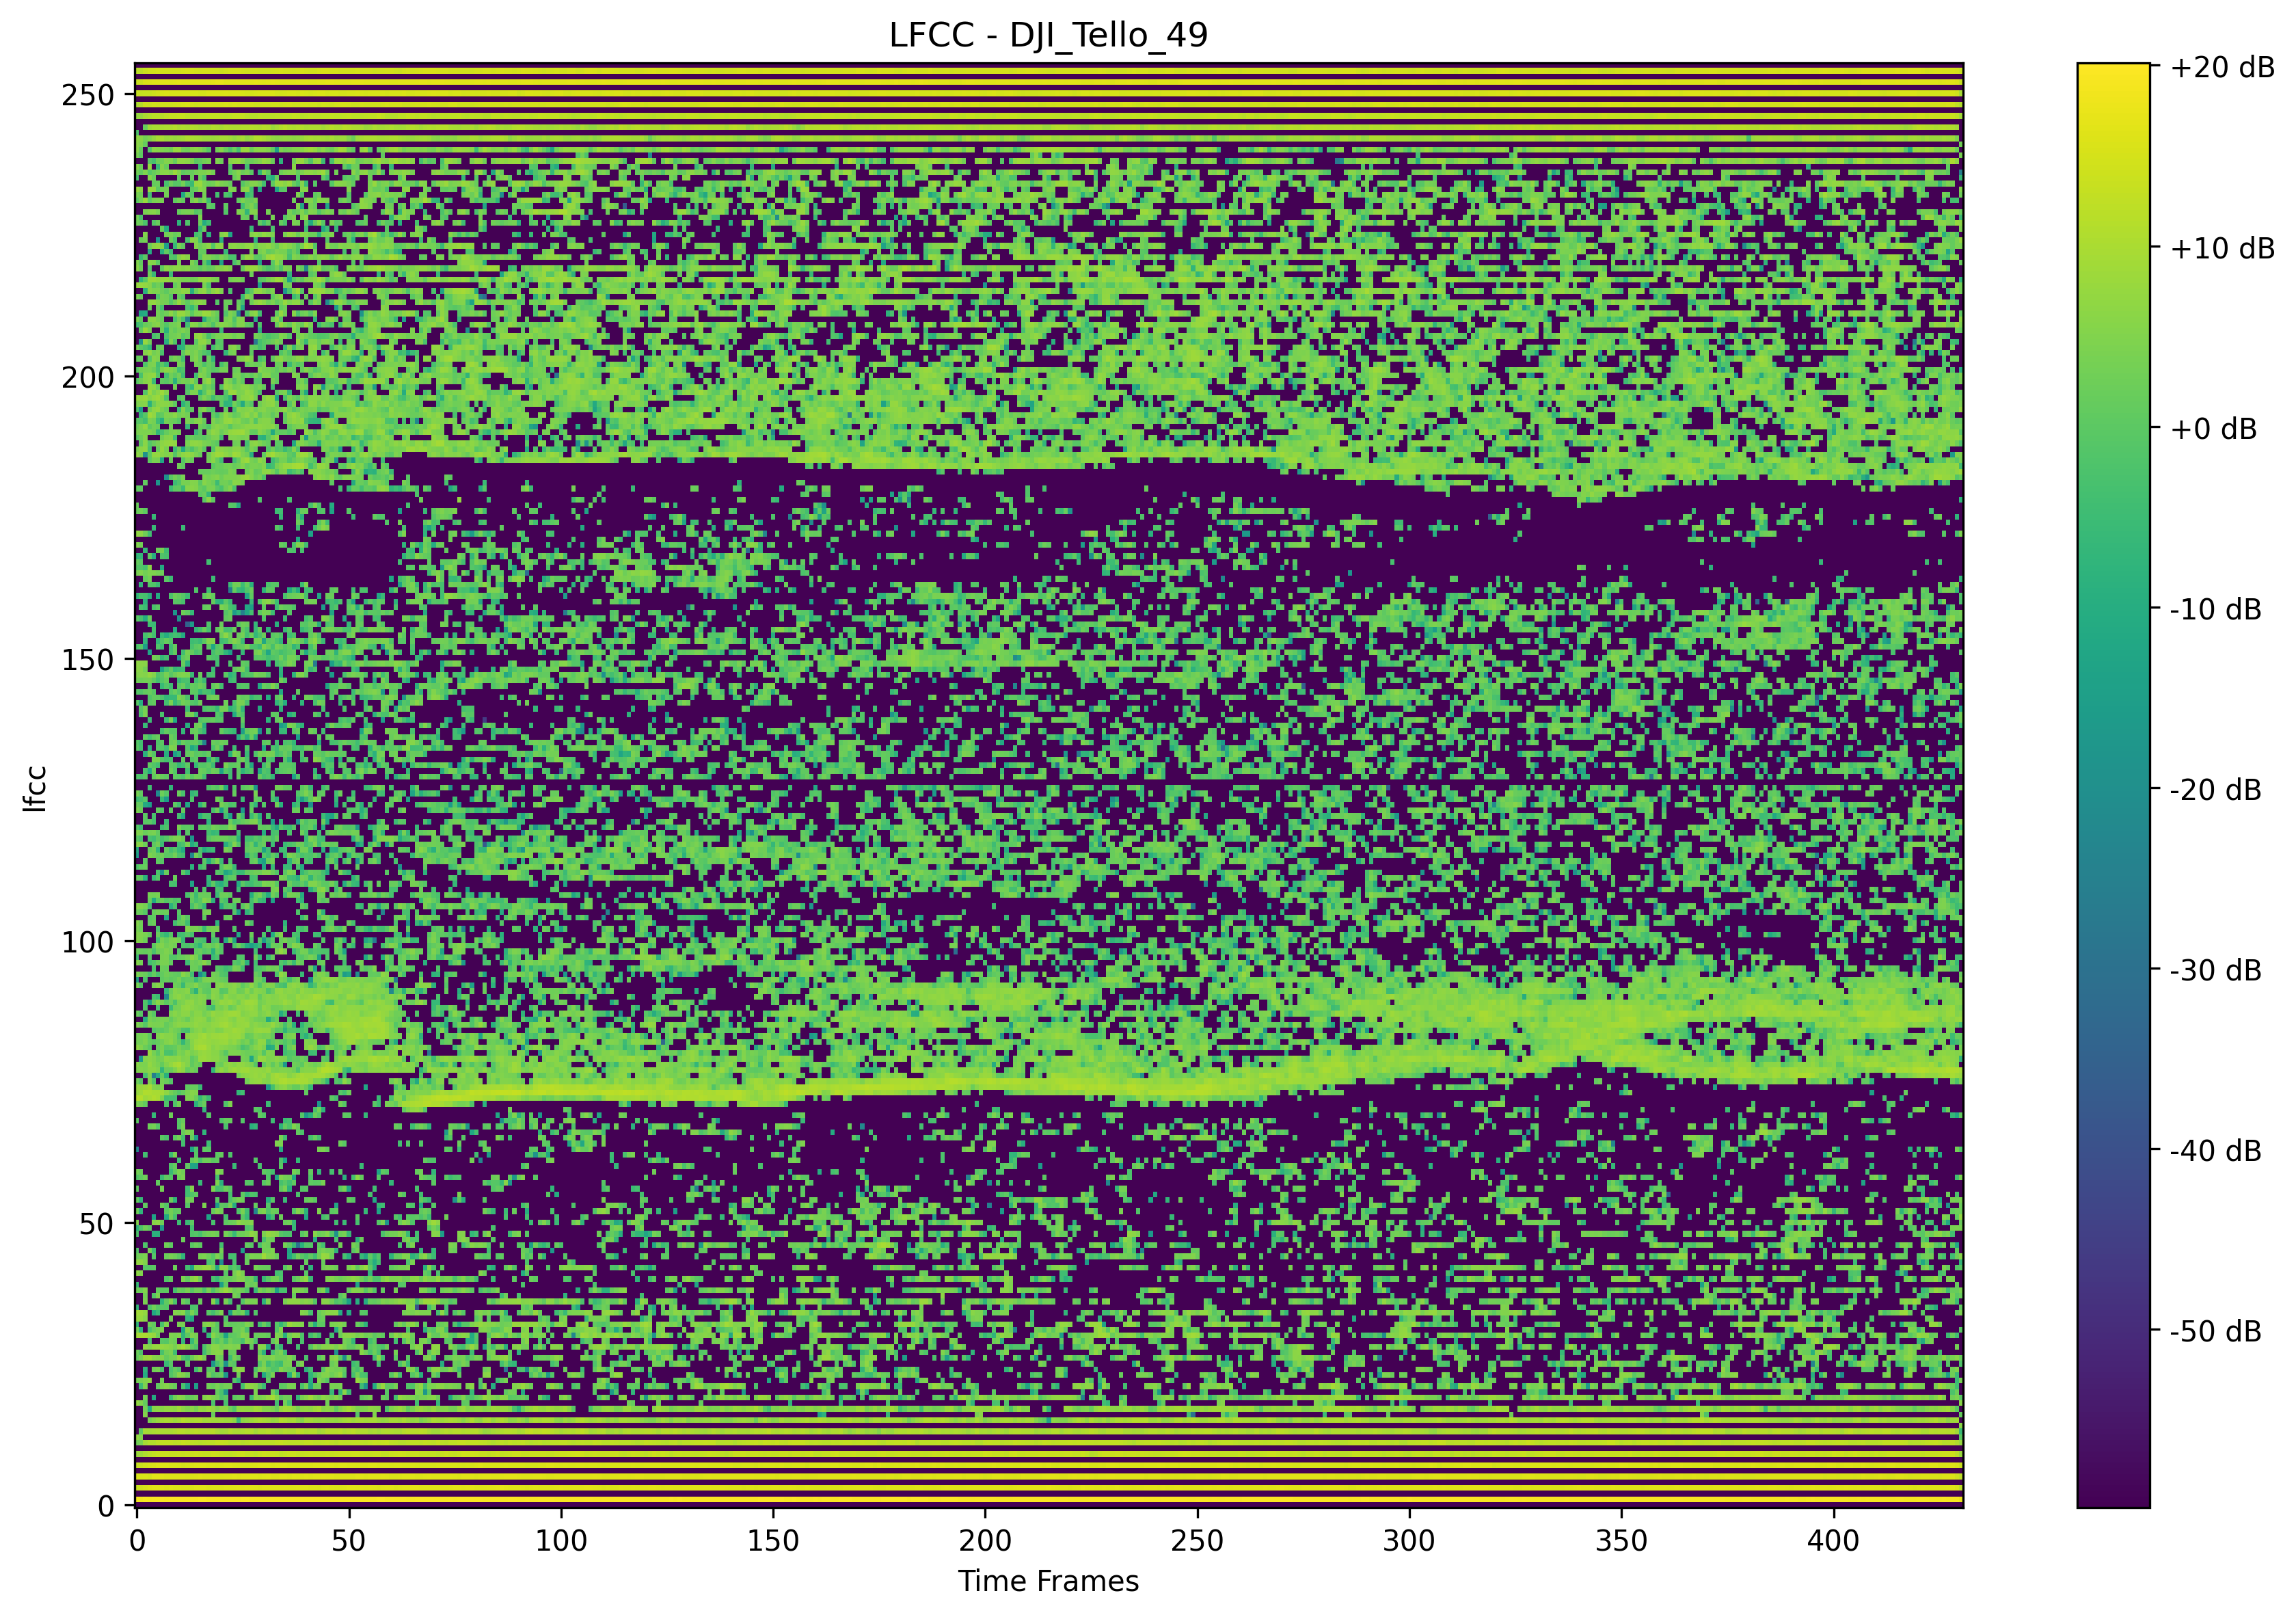 LFCC - DJI_Tello_49
250
200
150
100
50
0
lfcc
0 50 100 150 200 250 300 350 400
Time Frames
+20 dB
+10 dB
+0 dB
-10 dB
-20 dB
-30 dB
-40 dB
-50 dB